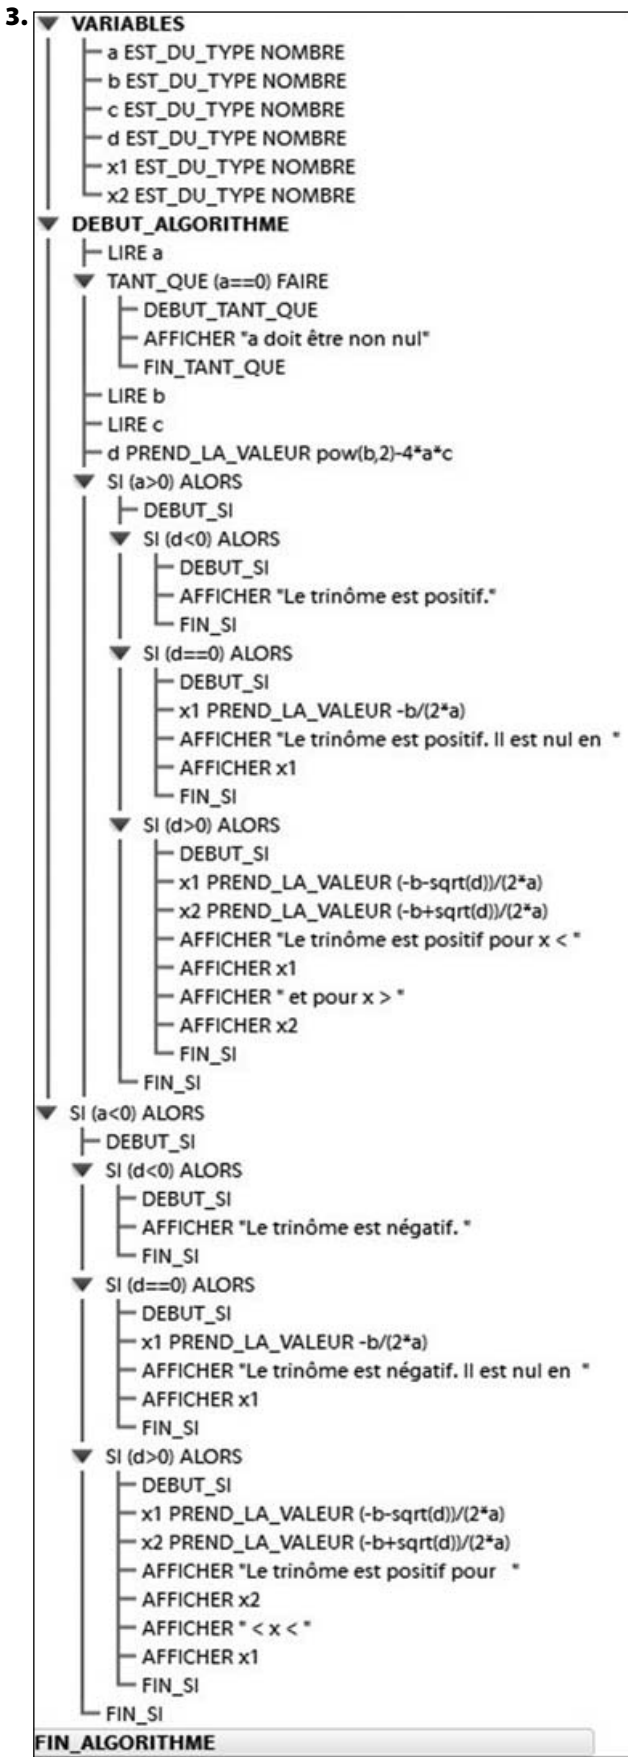 3.
VARIABLES
a EST_DU_TYPE NOMBRE
b EST_DU_TYPE NOMBRE
c EST_DU_TYPE NOMBRE
d EST_DU_TYPE NOMBRE
x1 EST_DU_TYPE NOMBRE
x2 EST_DU_TYPE NOMBRE
DEBUT_ALGORITHME
LIRE a
TANT_QUE (a==0) FAIRE
DEBUT_TANT_QUE
AFFICHER "a doit être non nul"
FIN_TANT_QUE
LIRE b
LIRE c
d PREND_LA_VALEUR pow(b,2)-4*a*c
SI (a>0) ALORS
DEBUT_SI
SI (d<0) ALORS
DEBUT_SI
AFFICHER "Le trinôme est positif."
FIN_SI
SI (d==0) ALORS
DEBUT_SI
x1 PREND_LA_VALEUR -b/(2*a)
AFFICHER "Le trinôme est positif. Il est nul en "
AFFICHER x1
FIN_SI
SI (d>0) ALORS
DEBUT_SI
x1 PREND_LA_VALEUR (-b-sqrt(d))/(2*a)
x2 PREND_LA_VALEUR (-b+sqrt(d))/(2*a)
AFFICHER "Le trinôme est positif pour x < "
AFFICHER x1
AFFICHER " et pour x > "
AFFICHER x2
FIN_SI
FIN_SI
SI (a<0) ALORS
DEBUT_SI
SI (d<0) ALORS
DEBUT_SI
AFFICHER "Le trinôme est négatif. "
FIN_SI
SI (d==0) ALORS
DEBUT_SI
x1 PREND_LA_VALEUR -b/(2*a)
AFFICHER "Le trinôme est négatif. Il est nul en "
AFFICHER x1
FIN_SI
SI (d>0) ALORS
DEBUT_SI
x1 PREND_LA_VALEUR (-b-sqrt(d))/(2*a)
x2 PREND_LA_VALEUR (-b+sqrt(d))/(2*a)
AFFICHER "Le trinôme est positif pour "
AFFICHER x2
AFFICHER " < x < "
AFFICHER x1
FIN_SI
FIN_SI
FIN_ALGORITHME